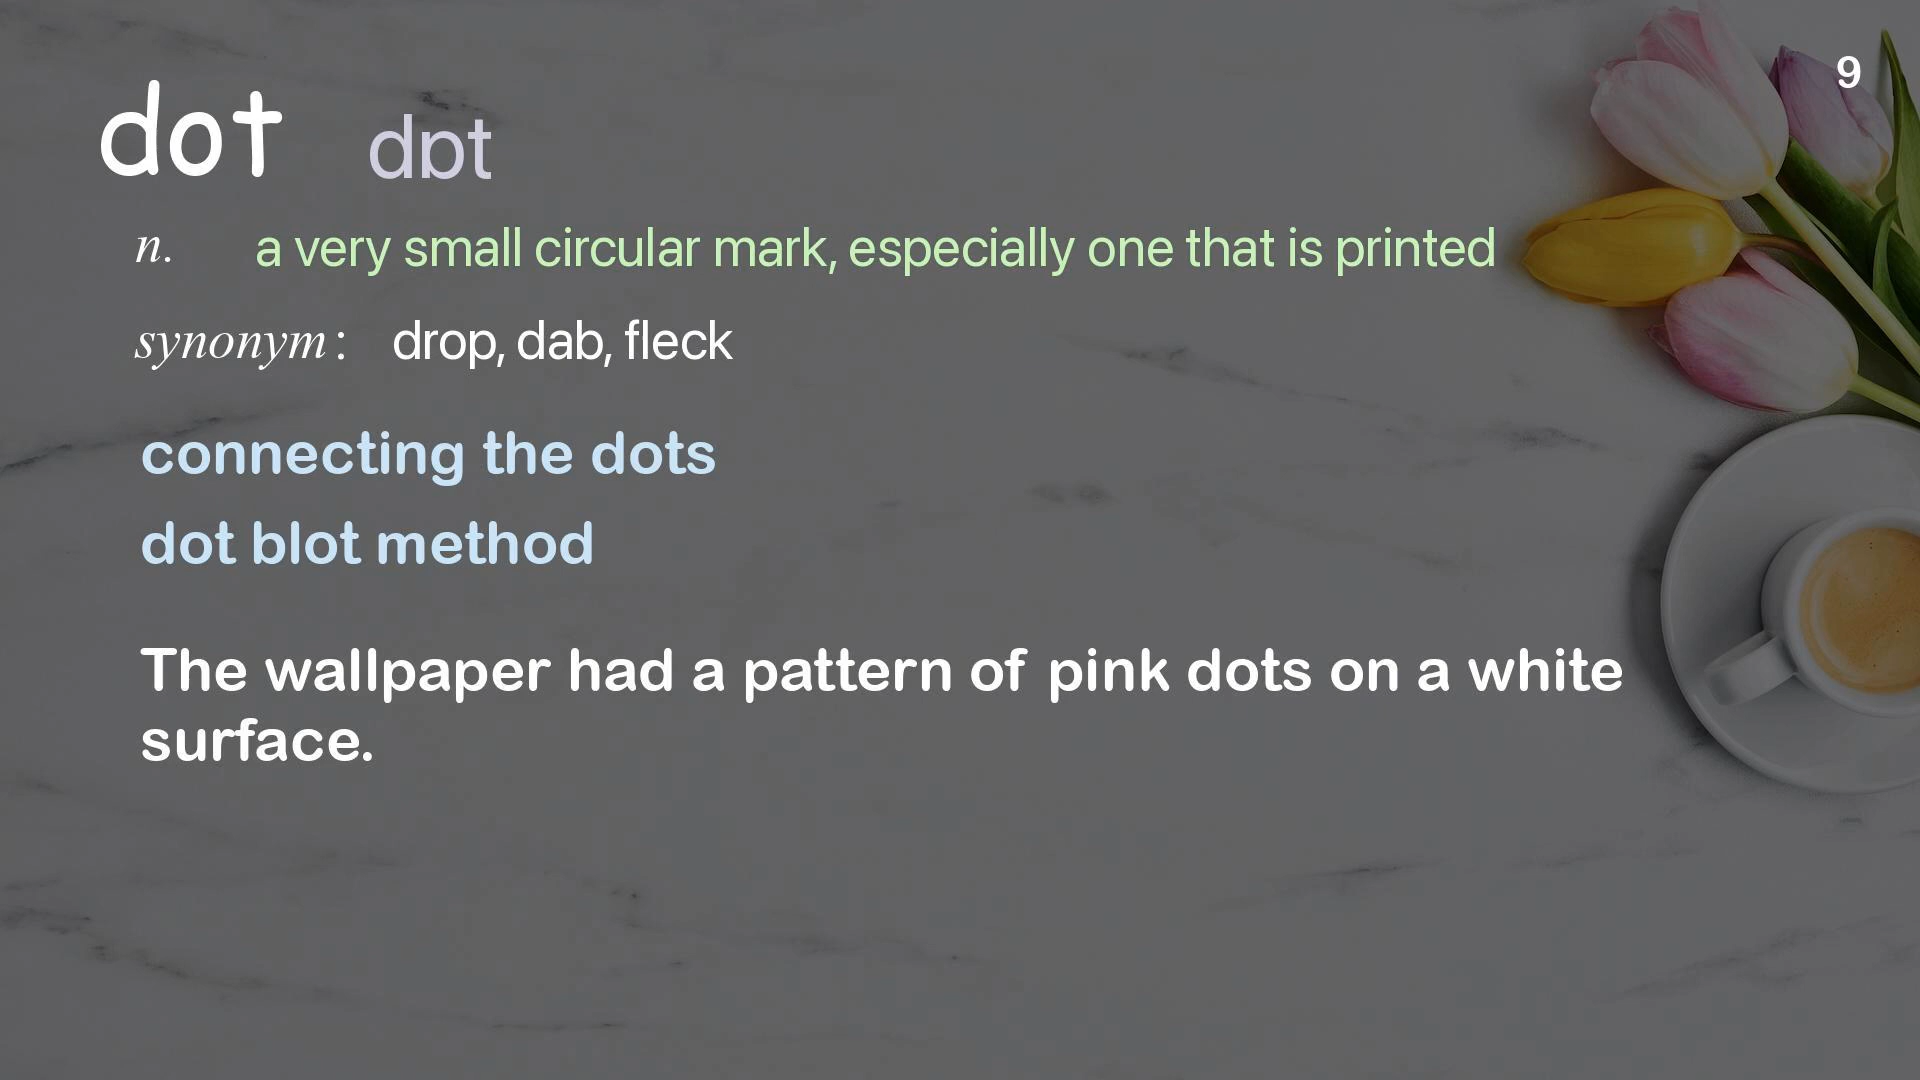 9
dot dɒt
n. a very small circular mark, especially one that is printed
synonym: drop, dab, fleck
connecting the dots
dot blot method
The wallpaper had a pattern of pink dots on a white
surface.